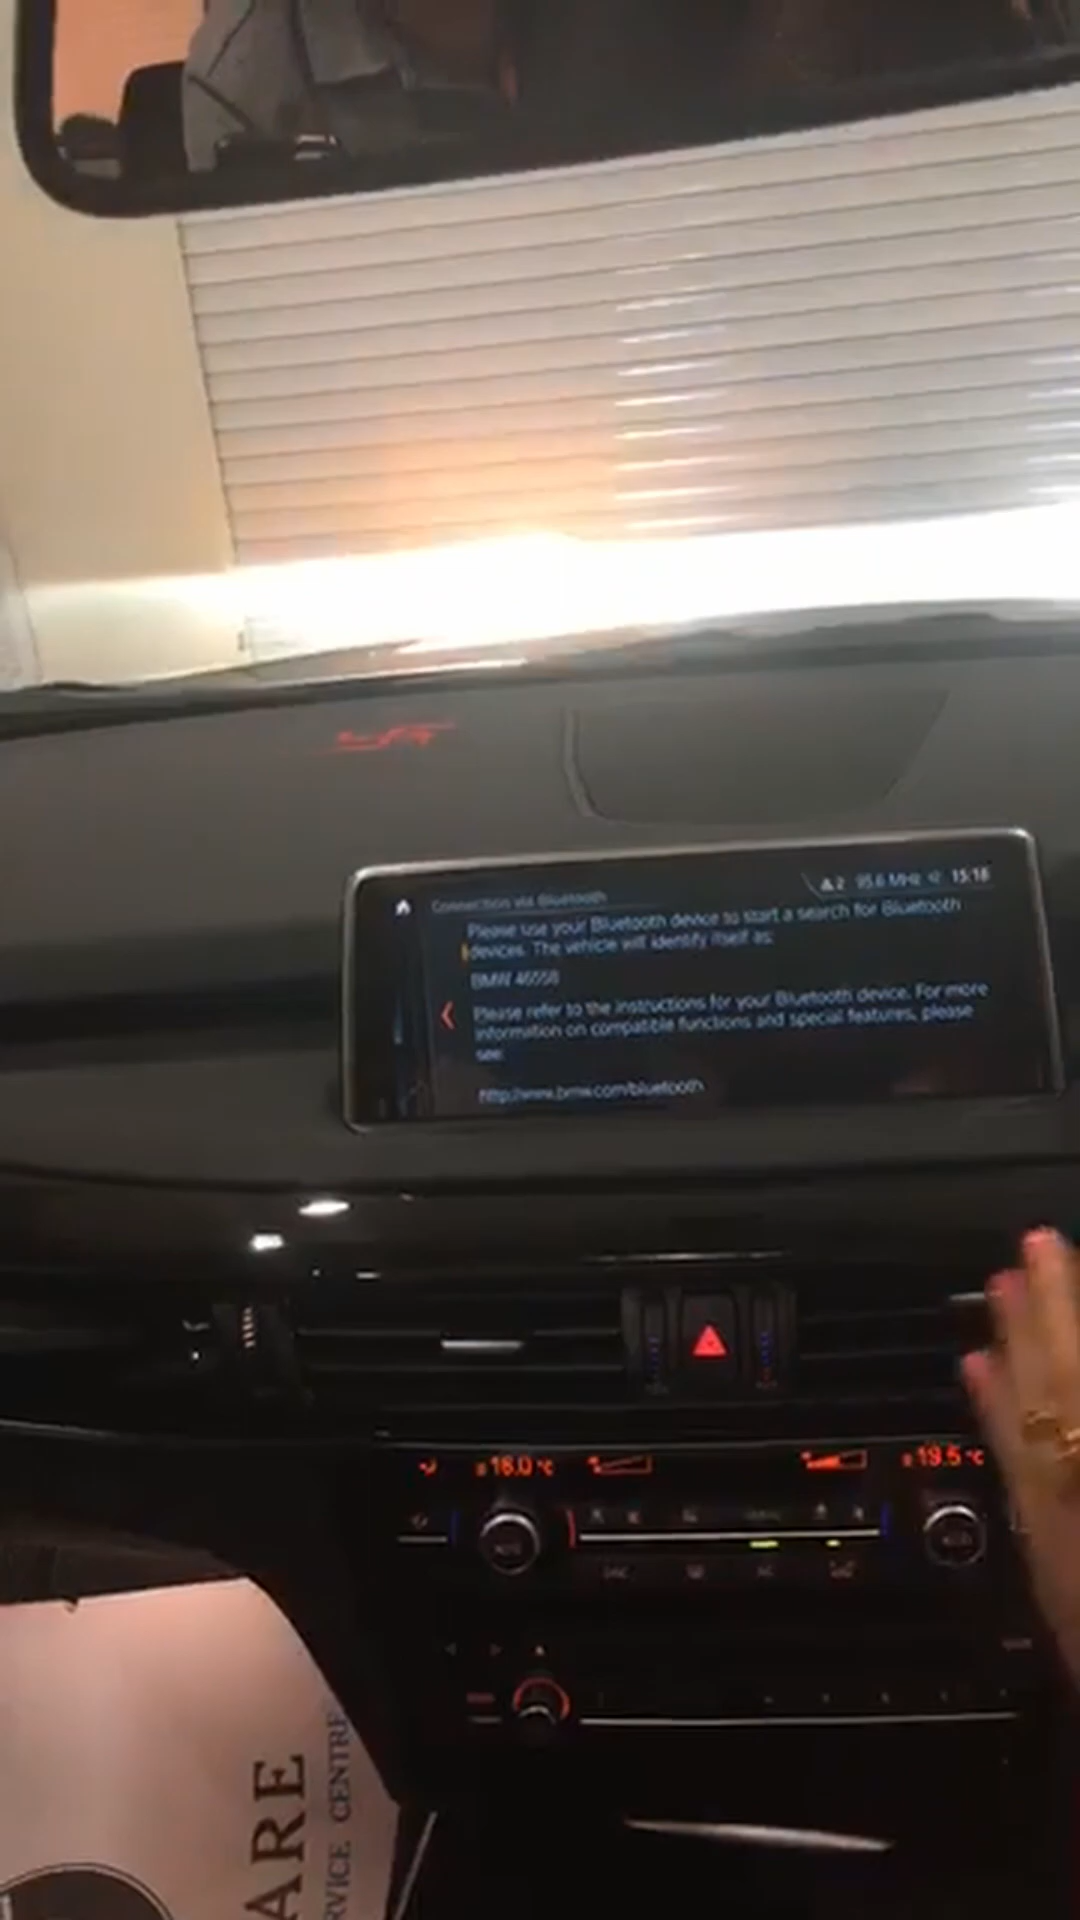 Connection via Bluetooth
2 95.6 MHz 15:18
Please use your Bluetooth device to start a search for Bluetooth
devices. The vehicle will identify itself as:
BMW 46558
Please refer to the instructions for your Bluetooth device. For more
information on compatible functions and special features, please
see:
http://www.bmw.com/bluetooth
18.0 °C 19.5 °C
ARE
RVICE CENTRE